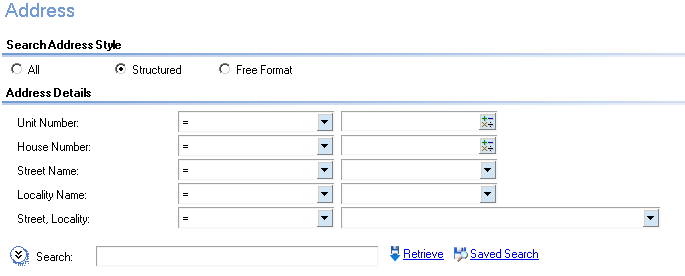 Address
Search Address Style
All Structured Free Format
Address Details
Unit Number: =
House Number: =
Street Name: =
Locality Name: =
Street, Locality: =
Search: Retrieve Saved Search